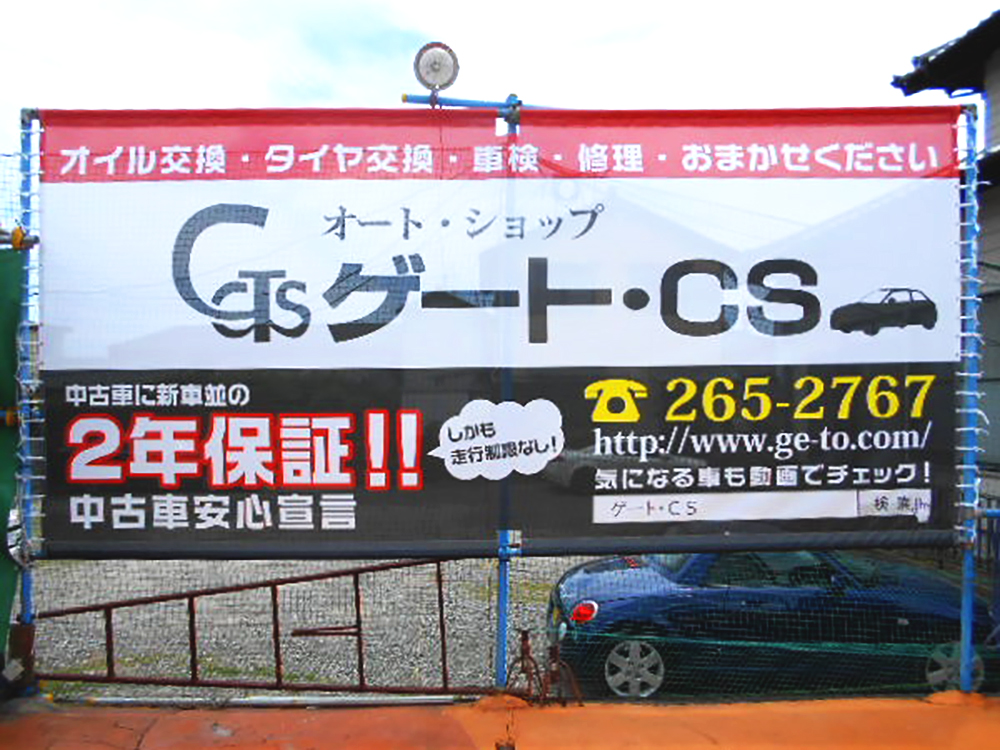 オイル交換・タイヤ交換・車検・修理・おまかせください
オート・ショップ
GTS
ゲート・CS
中古車に新車並の
2年保証!!
中古車安心宣言
しかも
走行制限なし!
265-2767
http://www.ge-to.com/
気になる車も動画でチェック!
ゲート・CS
検索